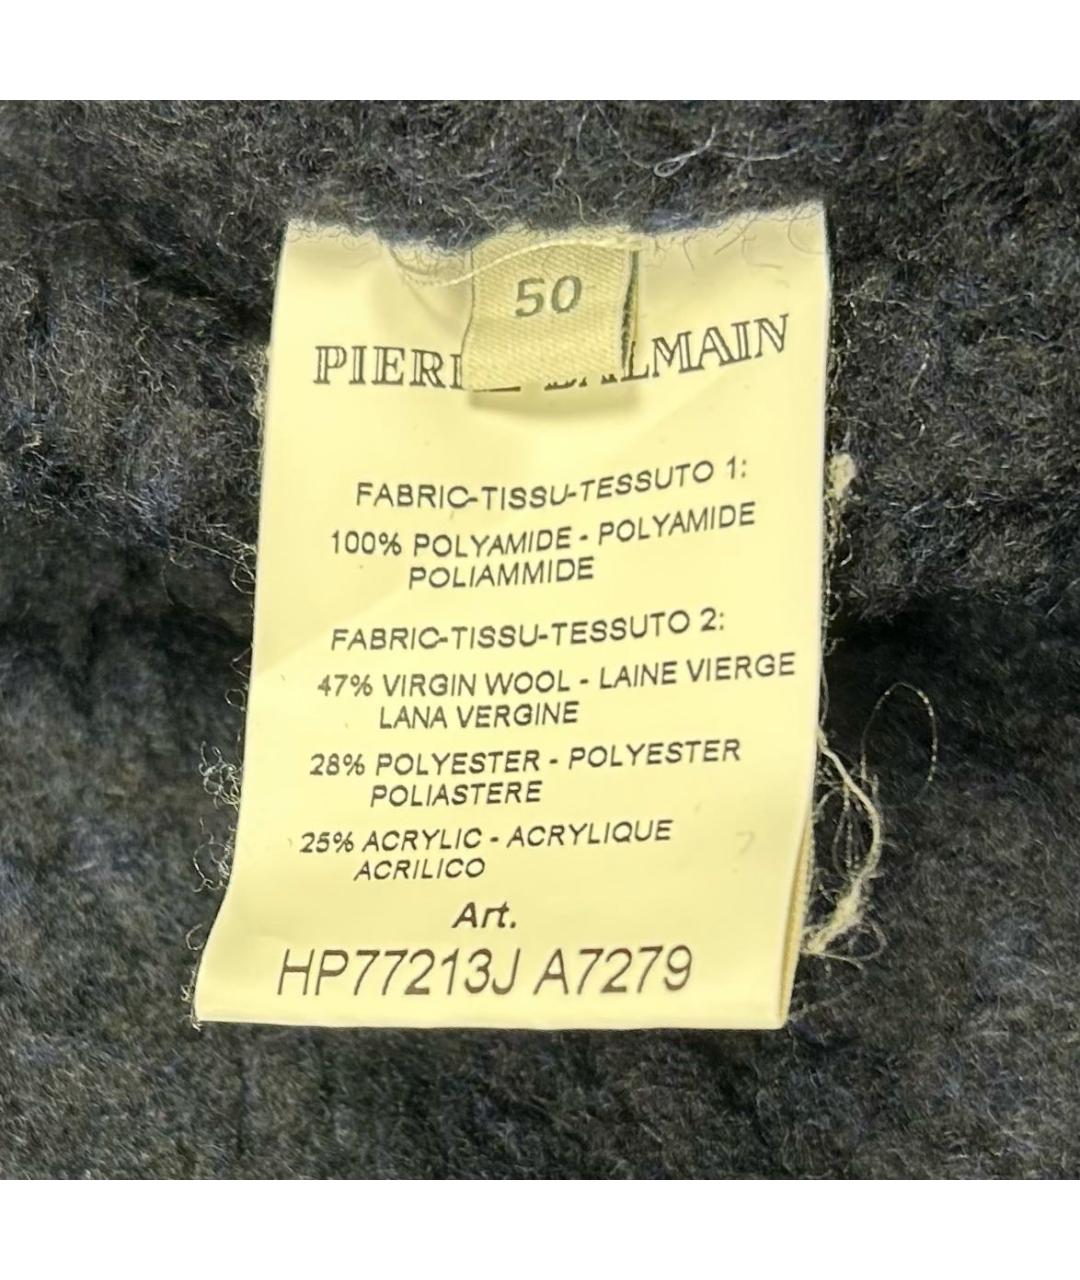 50
PIERRE BALMAIN
FABRIC-TISSU-TESSUTO 1:
100% POLYAMIDE - POLYAMIDE
POLIAMMIDE
FABRIC-TISSU-TESSUTO 2:
47% VIRGIN WOOL - LAINE VIERGE
LANA VERGINE
28% POLYESTER - POLYESTER
POLIASTERE
25% ACRYLIC - ACRYLIQUE
ACRILICO
Art.
HP77213J A7279